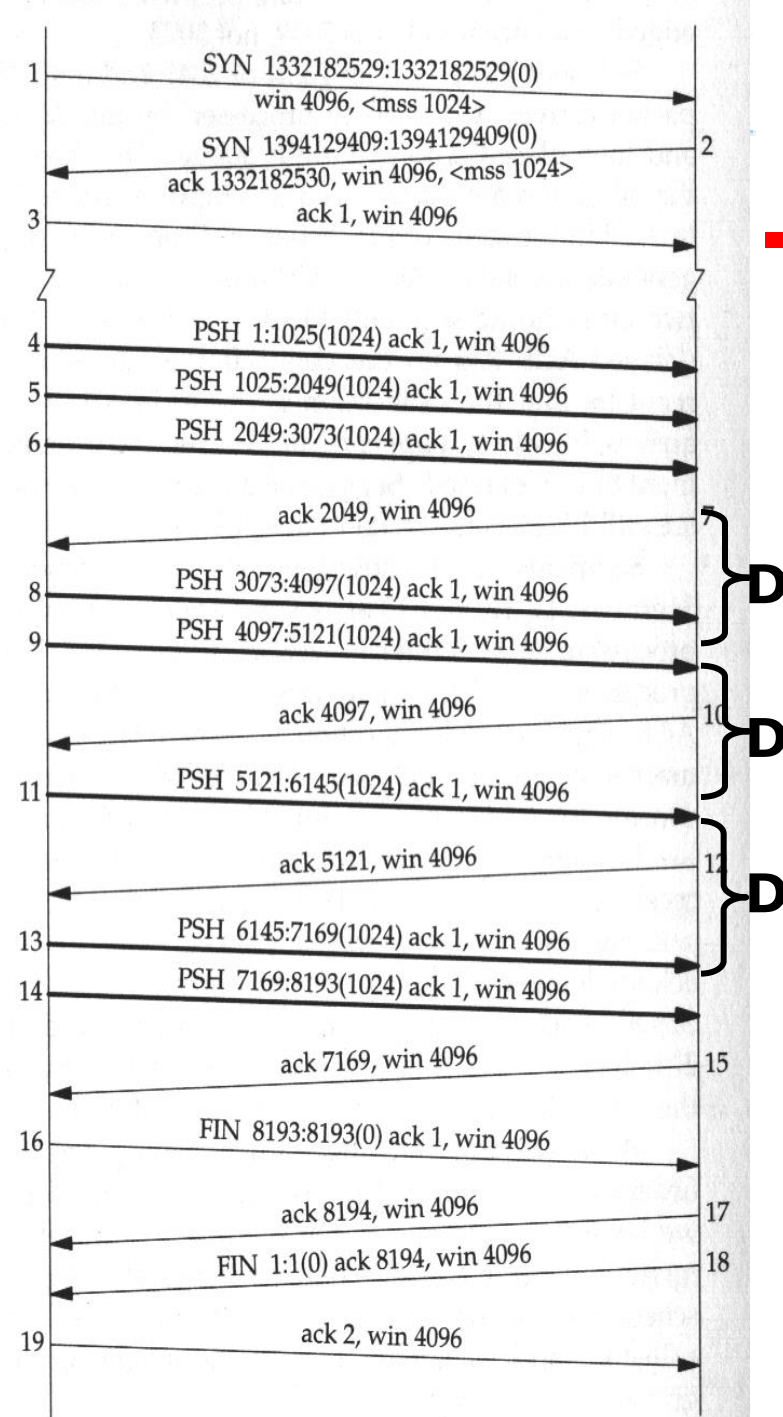 1
SYN 1332182529:1332182529(0)
win 4096, <mss 1024>
SYN 1394129409:1394129409(0)
2
ack 1332182530, win 4096, <mss 1024>
3
ack 1, win 4096
4
PSH 1:1025(1024) ack 1, win 4096
5
PSH 1025:2049(1024) ack 1, win 4096
6
PSH 2049:3073(1024) ack 1, win 4096
ack 2049, win 4096
7
8
PSH 3073:4097(1024) ack 1, win 4096
D
9
PSH 4097:5121(1024) ack 1, win 4096
ack 4097, win 4096
10
D
11
PSH 5121:6145(1024) ack 1, win 4096
ack 5121, win 4096
12
D
13
PSH 6145:7169(1024) ack 1, win 4096
14
PSH 7169:8193(1024) ack 1, win 4096
ack 7169, win 4096
15
16
FIN 8193:8193(0) ack 1, win 4096
ack 8194, win 4096
17
FIN 1:1(0) ack 8194, win 4096
18
19
ack 2, win 4096